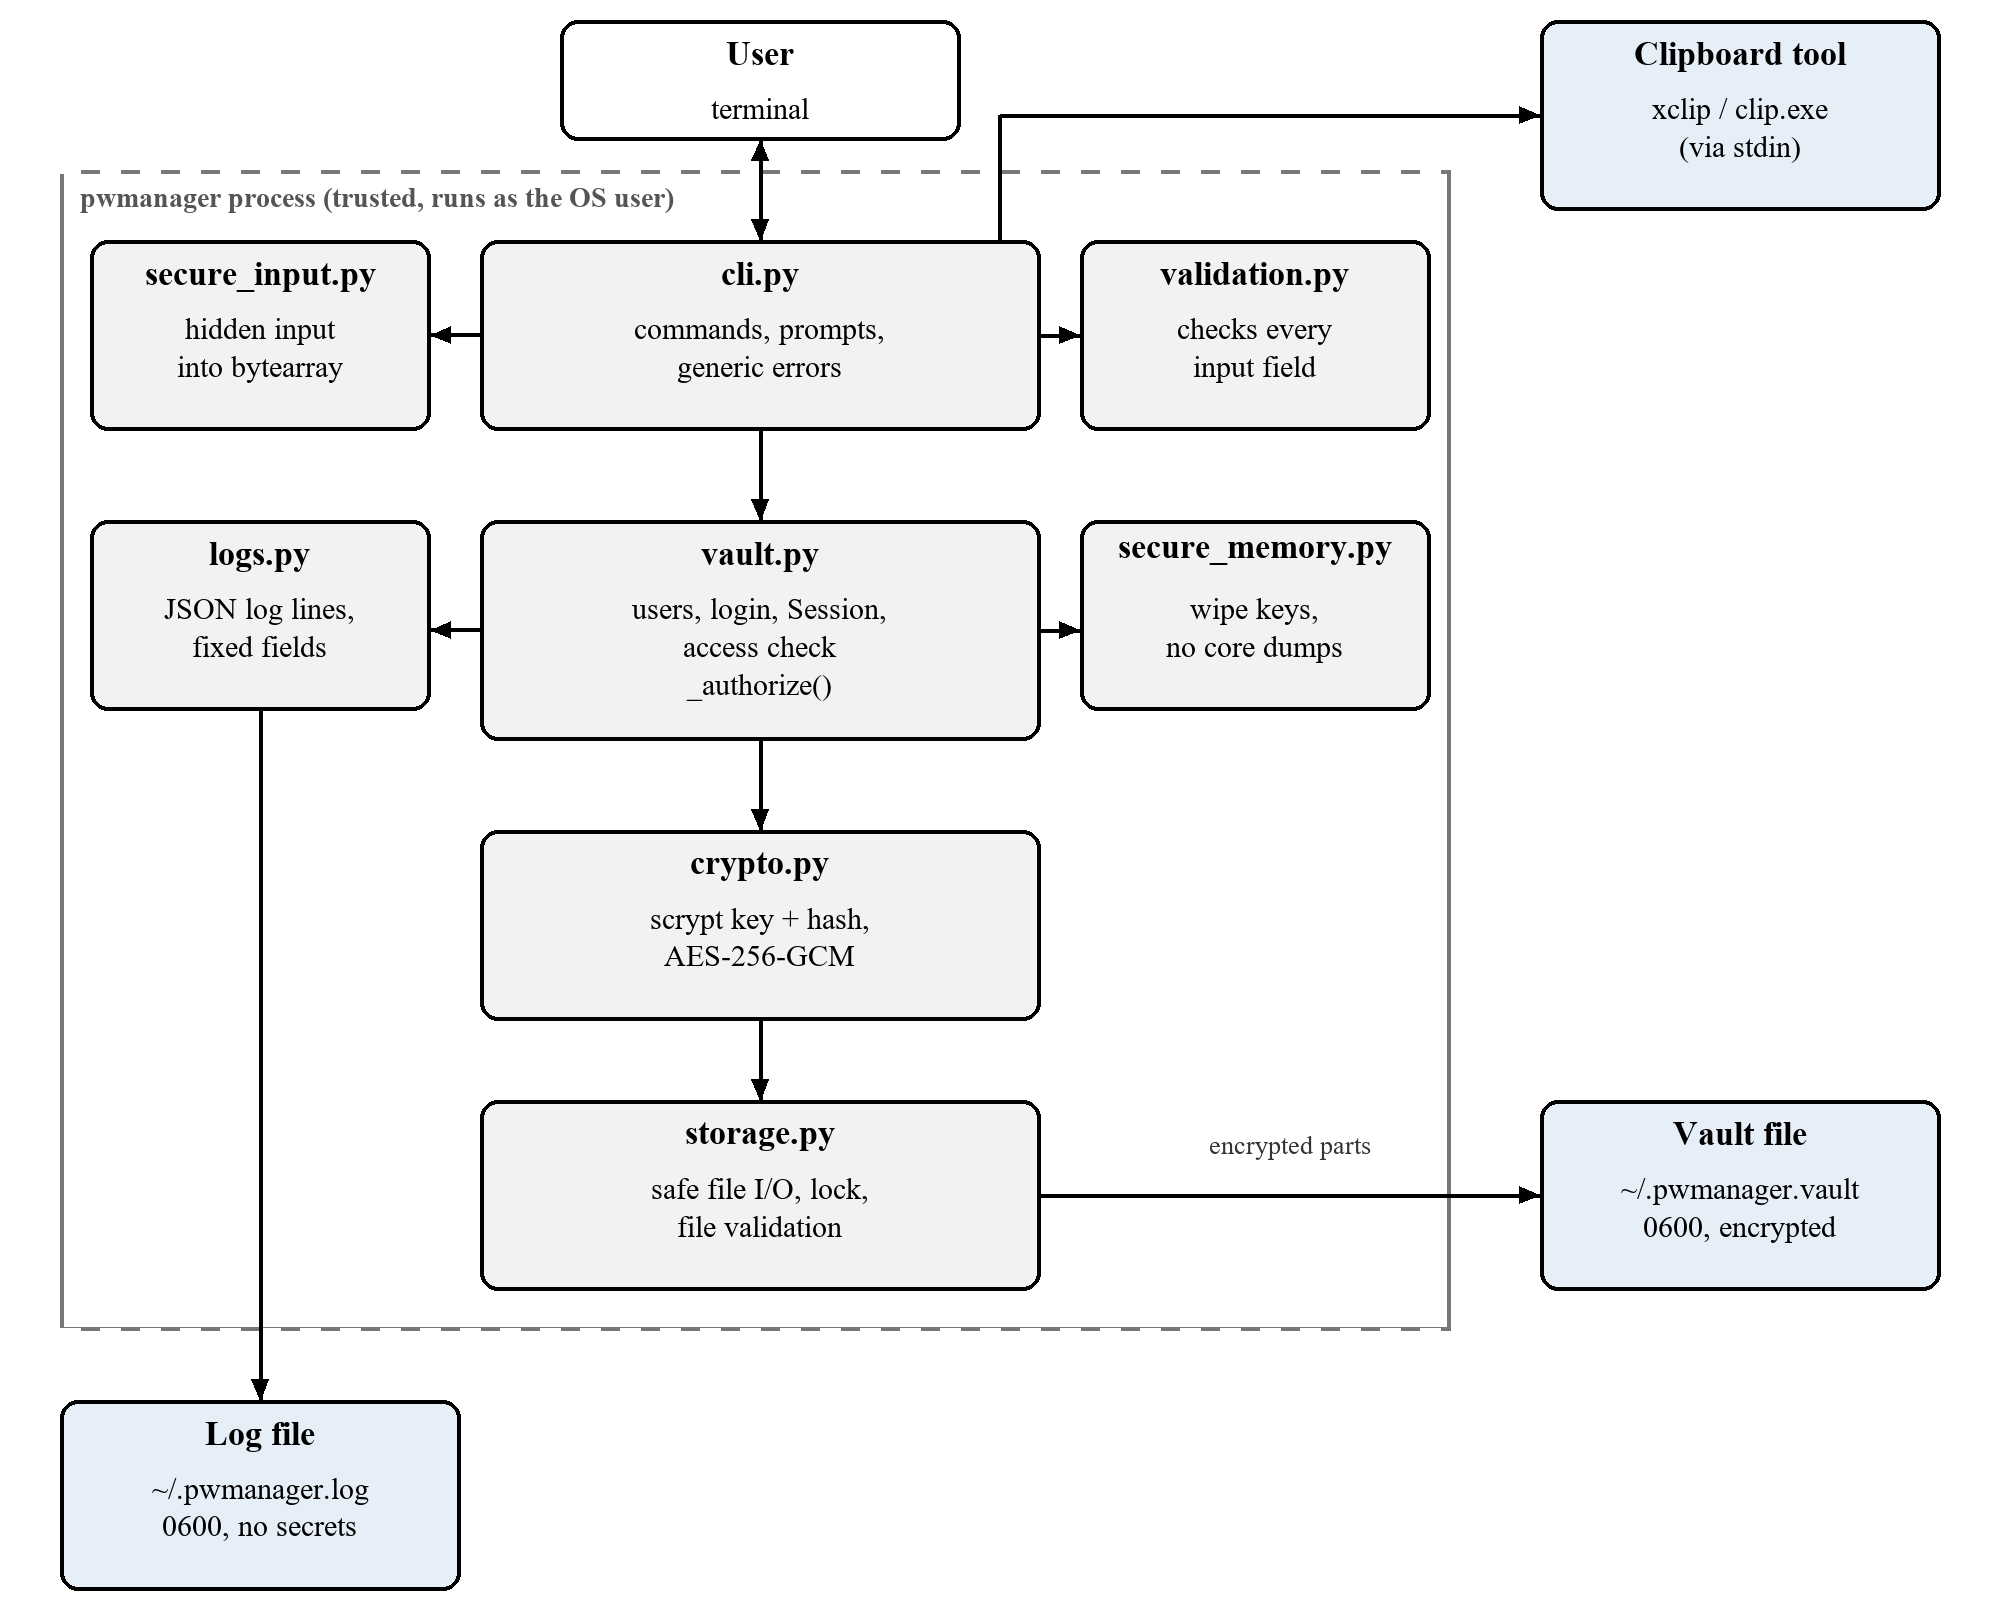 User
terminal
Clipboard tool
xclip / clip.exe
(via stdin)
pwmanager process (trusted, runs as the OS user)
secure_input.py
hidden input
into bytearray
cli.py
commands, prompts,
generic errors
validation.py
checks every
input field
logs.py
JSON log lines,
fixed fields
vault.py
users, login, Session,
access check
_authorize()
secure_memory.py
wipe keys,
no core dumps
crypto.py
scrypt key + hash,
AES-256-GCM
storage.py
safe file I/O, lock,
file validation
encrypted parts
Vault file
~/.pwmanager.vault
0600, encrypted
Log file
~/.pwmanager.log
0600, no secrets